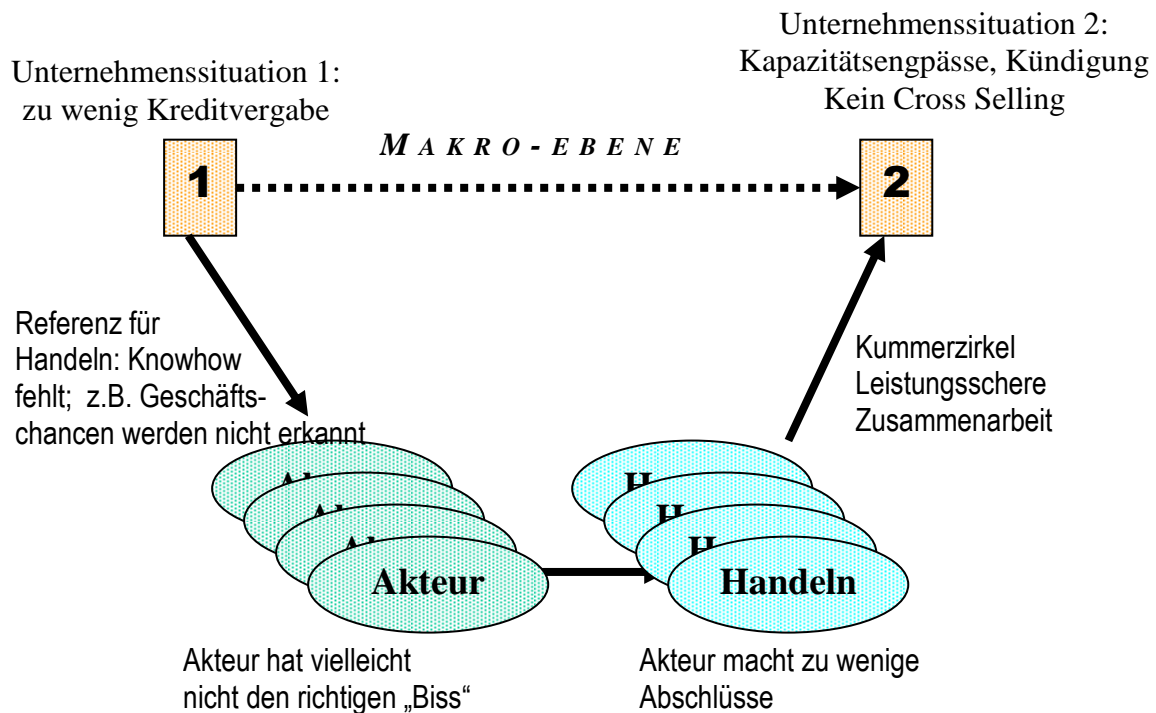 Unternehmenssituation 2:
Kapazitätsengpässe, Kündigung
Kein Cross Selling
Unternehmenssituation 1:
zu wenig Kreditvergabe
MAKRO-EBENE
1
2
Referenz für
Handeln: Knowhow
fehlt; z.B. Geschäfts-
chancen werden nicht erkannt
Kummerzirkel
Leistungsschere
Zusammenarbeit
Akteur
Handeln
Akteur hat vielleicht
nicht den richtigen „Biss“
Akteur macht zu wenige
Abschlüsse